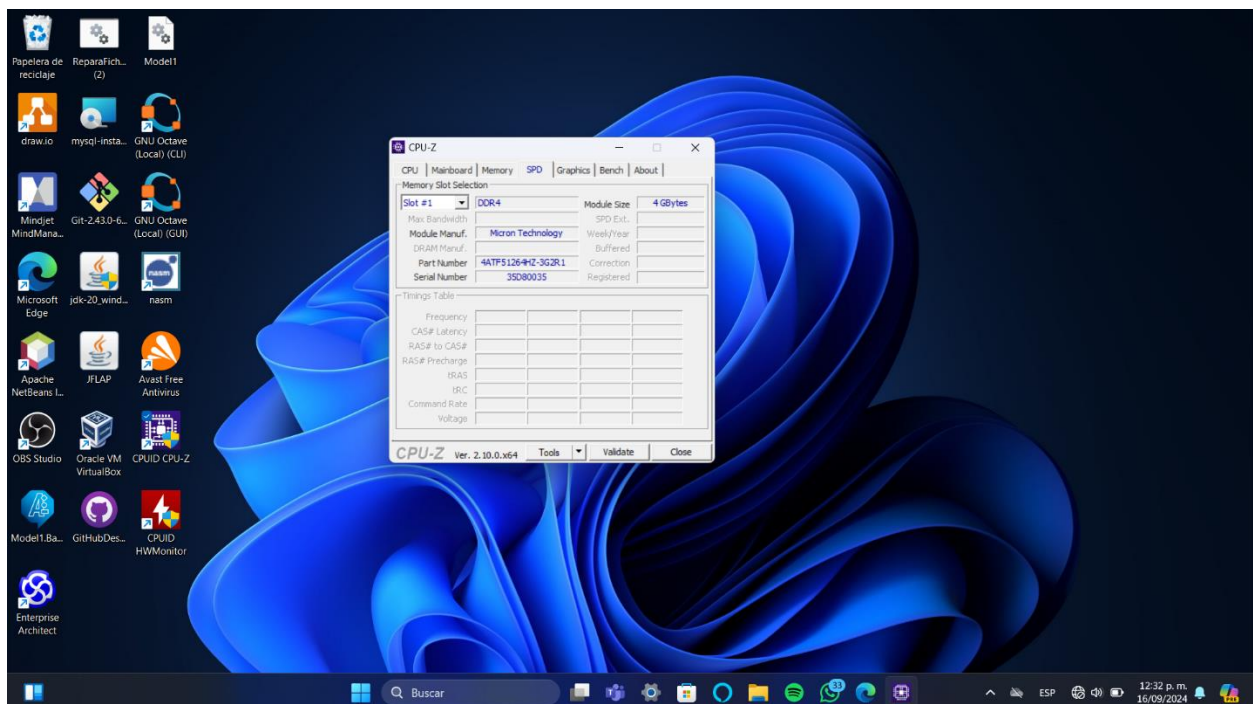 Papelera de reciclaje
ReparaFich... (2)
Model1
draw.io
mysql-insta...
GNU Octave (Local) (CLI)
Mindjet MindMana...
Git-2.43.0-6...
GNU Octave (Local) (GUI)
Microsoft Edge
jdk-20_wind...
nasm
nasm
Apache NetBeans I...
JFLAP
Avast Free Antivirus
OBS Studio
Oracle VM VirtualBox
CPUID CPU-Z
Model1.Ba...
GitHubDes...
CPUID HWMonitor
Enterprise Architect
CPU-Z
CPU Mainboard Memory SPD Graphics Bench About
Memory Slot Selection
Slot #1 DDR4 Module Size 4 GBytes
Max Bandwidth SPD Ext.
Module Manuf. Micron Technology Week/Year
DRAM Manuf. Buffered
Part Number 4ATF51264HZ-3G2R1 Correction
Serial Number 35D80035 Registered
Timings Table
Frequency
CAS# Latency
RAS# to CAS#
RAS# Precharge
tRAS
tRC
Command Rate
Voltage
CPU-Z Ver. 2.10.0.x64 Tools Validate Close
Buscar
33
ESP
12:32 p. m.
16/09/2024